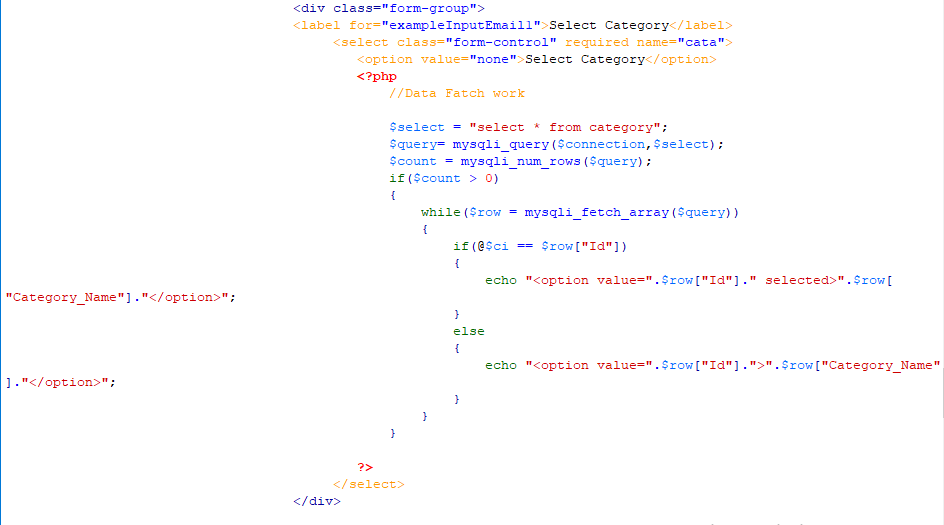 <div class="form-group">
<label for="exampleInputEmail1">Select Category</label>
<select class="form-control" required name="cata">
<option value="none">Select Category</option>
<?php
//Data Fatch work
$select = "select * from category";
$query= mysqli_query($connection,$select);
$count = mysqli_num_rows($query);
if($count > 0)
{
while($row = mysqli_fetch_array($query))
{
if(@$ci == $row["Id"])
{
echo "<option value=".$row["Id"]." selected>".$row[
"Category_Name"]."</option>";
}
else
{
echo "<option value=".$row["Id"].">".$row["Category_Name"
]."</option>";
}
}
}
?>
</select>
</div>